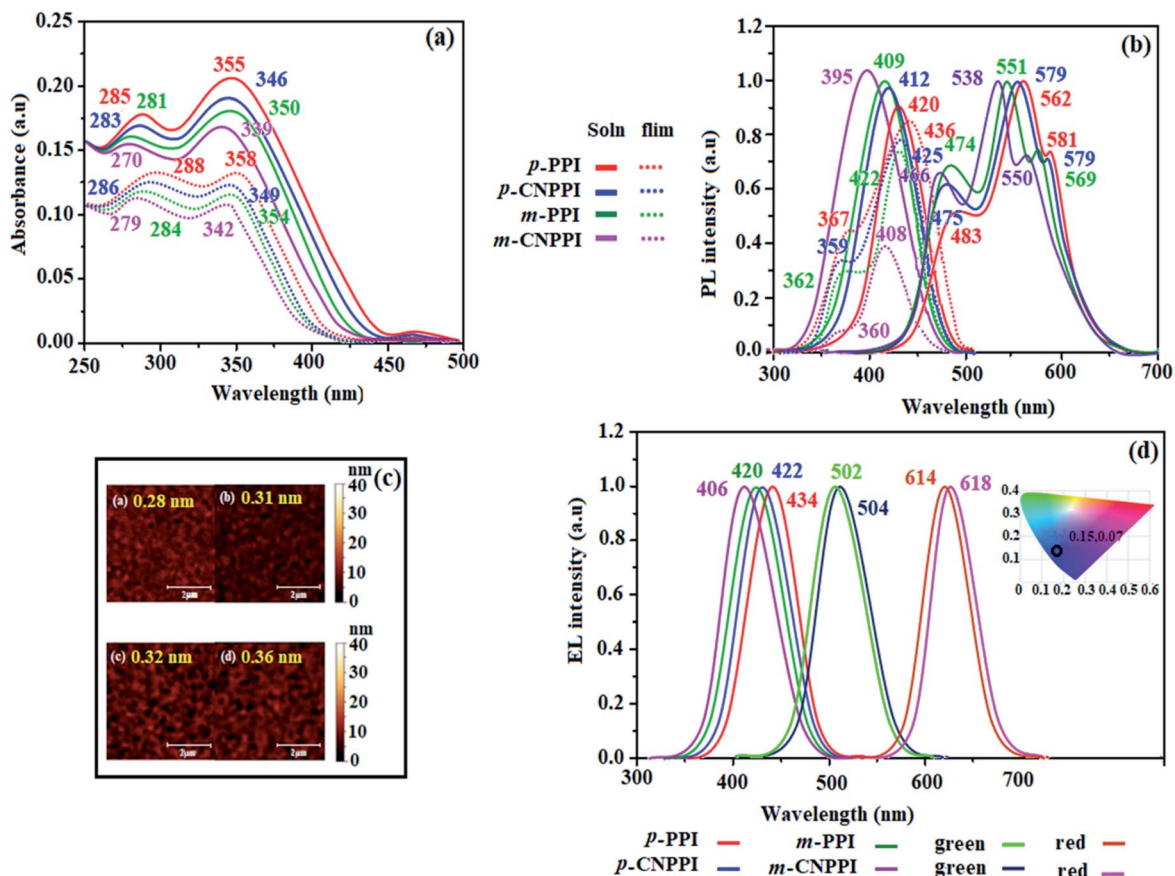 (a)
0.25
0.20
0.15
0.10
0.05
0.00
Absorbance (a.u)
285
283
281
355
346
350
339
270
288
358
286
349
354
279
284
342
250 300 350 400 450 500
Wavelength (nm)
Soln flim
p-PPI
p-CNPPI
m-PPI
m-CNPPI
(b)
1.2
1.0
0.8
0.6
0.4
0.2
0.0
PL intensity (a.u)
395
409
412
420
436
425
474
466
422
367
359
362
408
360
475
483
538
551
579
562
581
579
569
550
300 400 500 600 700
Wavelength (nm)
(c)
nm
40
30
20
10
0
(a) 0.28 nm
2µm
(b) 0.31 nm
2µm
nm
40
30
20
10
0
(c) 0.32 nm
2µm
(d) 0.36 nm
2µm
(d)
1.2
1.0
0.8
0.6
0.4
0.2
0.0
EL intensity (a.u)
406
420
422
434
502
504
614
618
0.4
0.3
0.2
0.1
0.15,0.07
0 0.1 0.2 0.3 0.4 0.5 0.6
300 400 500 600 700
Wavelength (nm)
p-PPI m-PPI green red
p-CNPPI m-CNPPI green red